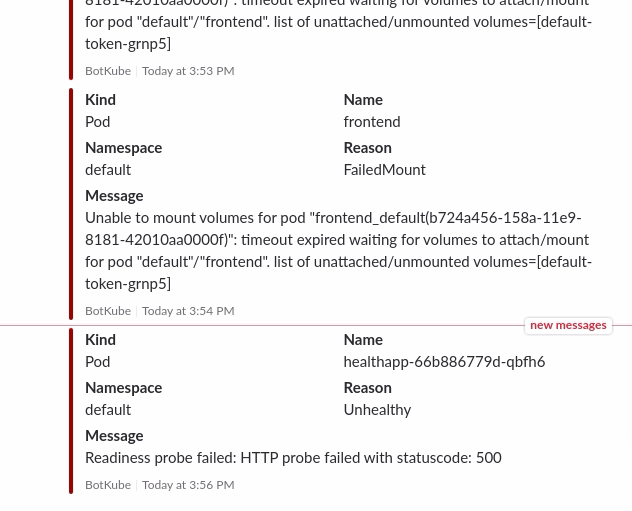 8181-42010aa0000f)": timeout expired waiting for volumes to attach/mount
for pod "default"/"frontend". list of unattached/unmounted volumes=[default-
token-grnp5]
BotKube | Today at 3:53 PM
Kind Name
Pod frontend
Namespace Reason
default FailedMount
Message
Unable to mount volumes for pod "frontend_default(b724a456-158a-11e9-
8181-42010aa0000f)": timeout expired waiting for volumes to attach/mount
for pod "default"/"frontend". list of unattached/unmounted volumes=[default-
token-grnp5]
BotKube | Today at 3:54 PM
new messages
Kind Name
Pod healthapp-66b886779d-qbfh6
Namespace Reason
default Unhealthy
Message
Readiness probe failed: HTTP probe failed with statuscode: 500
BotKube | Today at 3:56 PM